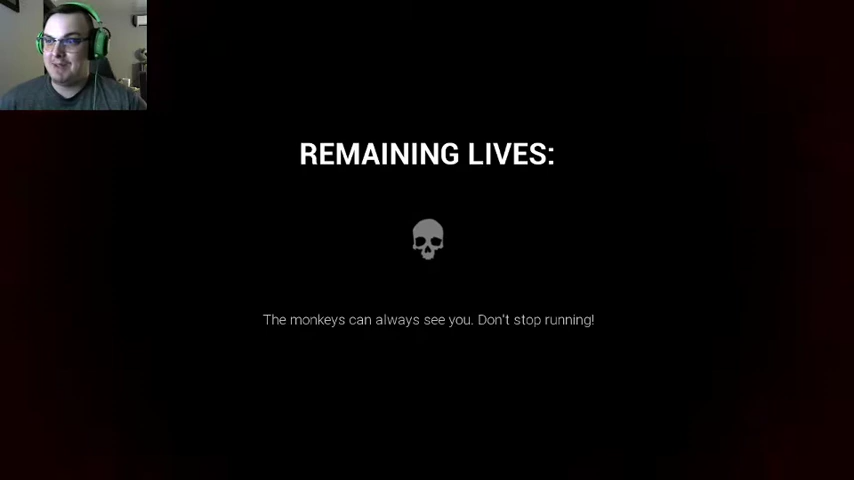 REMAINING LIVES:
The monkeys can always see you. Don't stop running!